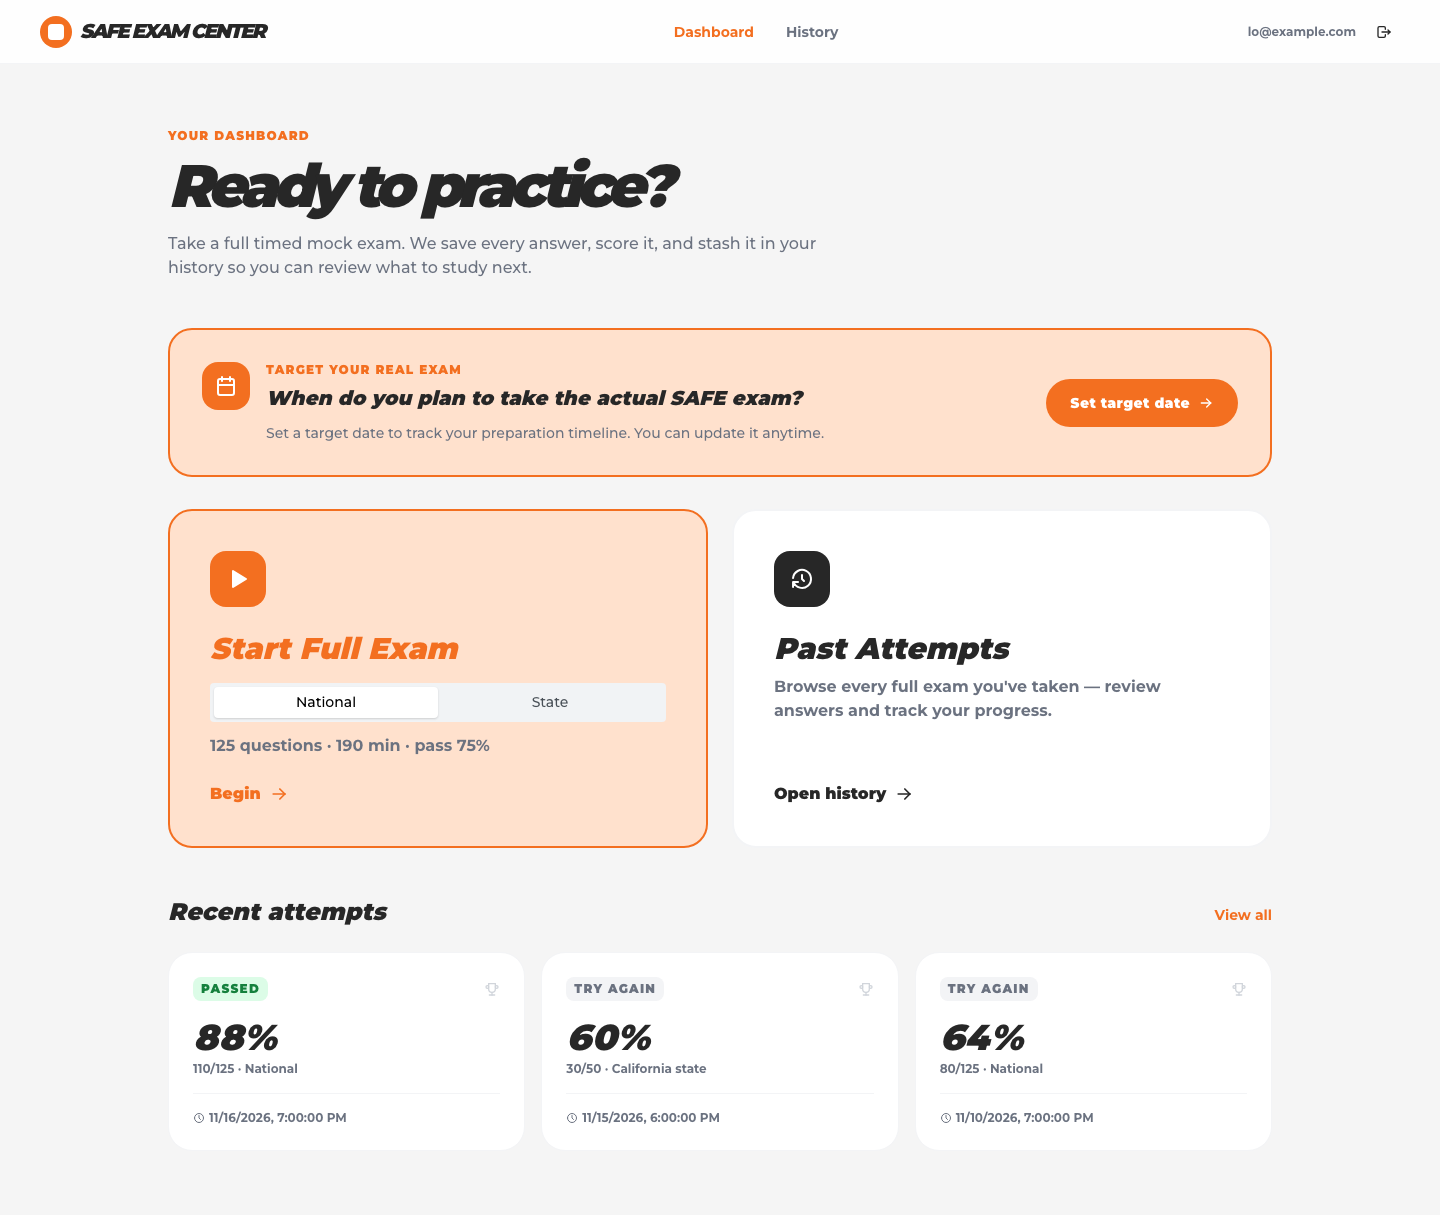 SAFE EXAM CENTER
Dashboard
History
lo@example.com
YOUR DASHBOARD
Ready to practice?
Take a full timed mock exam. We save every answer, score it, and stash it in your
history so you can review what to study next.
TARGET YOUR REAL EXAM
When do you plan to take the actual SAFE exam?
Set a target date to track your preparation timeline. You can update it anytime.
Set target date
Start Full Exam
National
State
125 questions · 190 min · pass 75%
Begin
Past Attempts
Browse every full exam you've taken — review
answers and track your progress.
Open history
Recent attempts
View all
PASSED
88%
110/125 · National
11/16/2026, 7:00:00 PM
TRY AGAIN
60%
30/50 · California state
11/15/2026, 6:00:00 PM
TRY AGAIN
64%
80/125 · National
11/10/2026, 7:00:00 PM